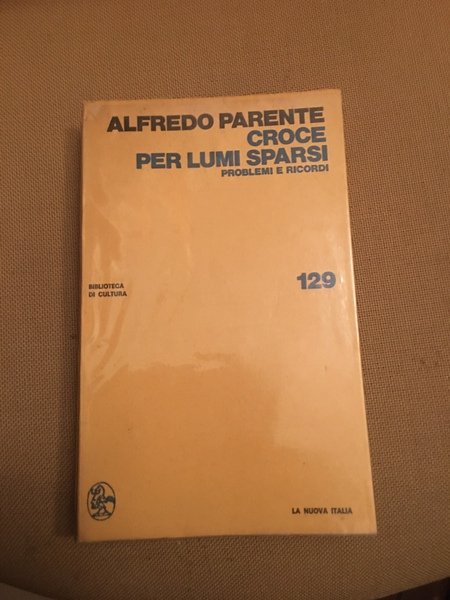 ALFREDO PARENTE
CROCE
PER LUMI SPARSI
PROBLEMI E RICORDI
BIBLIOTECA
DI CULTURA
129
LA NUOVA ITALIA